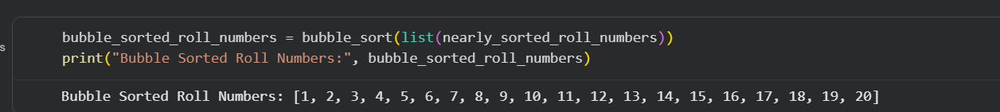 bubble_sorted_roll_numbers = bubble_sort(list(nearly_sorted_roll_numbers))
s
print("Bubble Sorted Roll Numbers:", bubble_sorted_roll_numbers)
Bubble Sorted Roll Numbers: [1, 2, 3, 4, 5, 6, 7, 8, 9, 10, 11, 12, 13, 14, 15, 16, 17, 18, 19, 20]